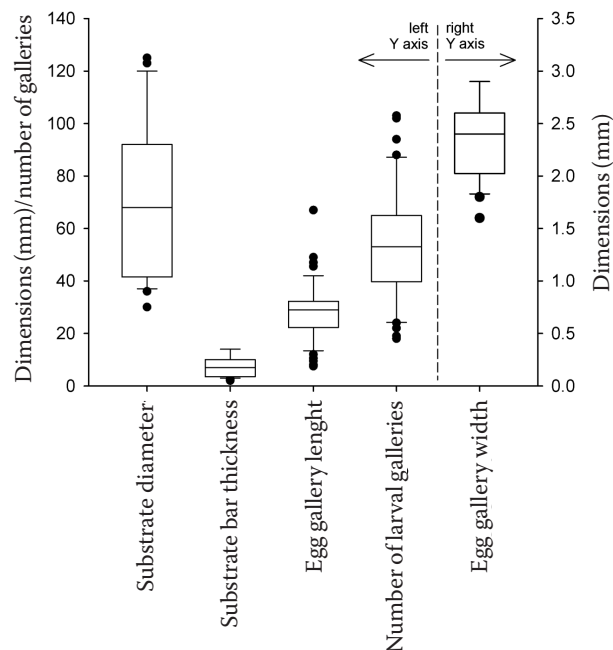 left
Y axis
right
Y axis
Dimensions (mm)/number of galleries
140
120
100
80
60
40
20
0
3.5
3.0
2.5
2.0
1.5
1.0
0.5
0.0
Dimensions (mm)
Substrate diameter
Substrate bar thickness
Egg gallery lenght
Number of larval galleries
Egg gallery width